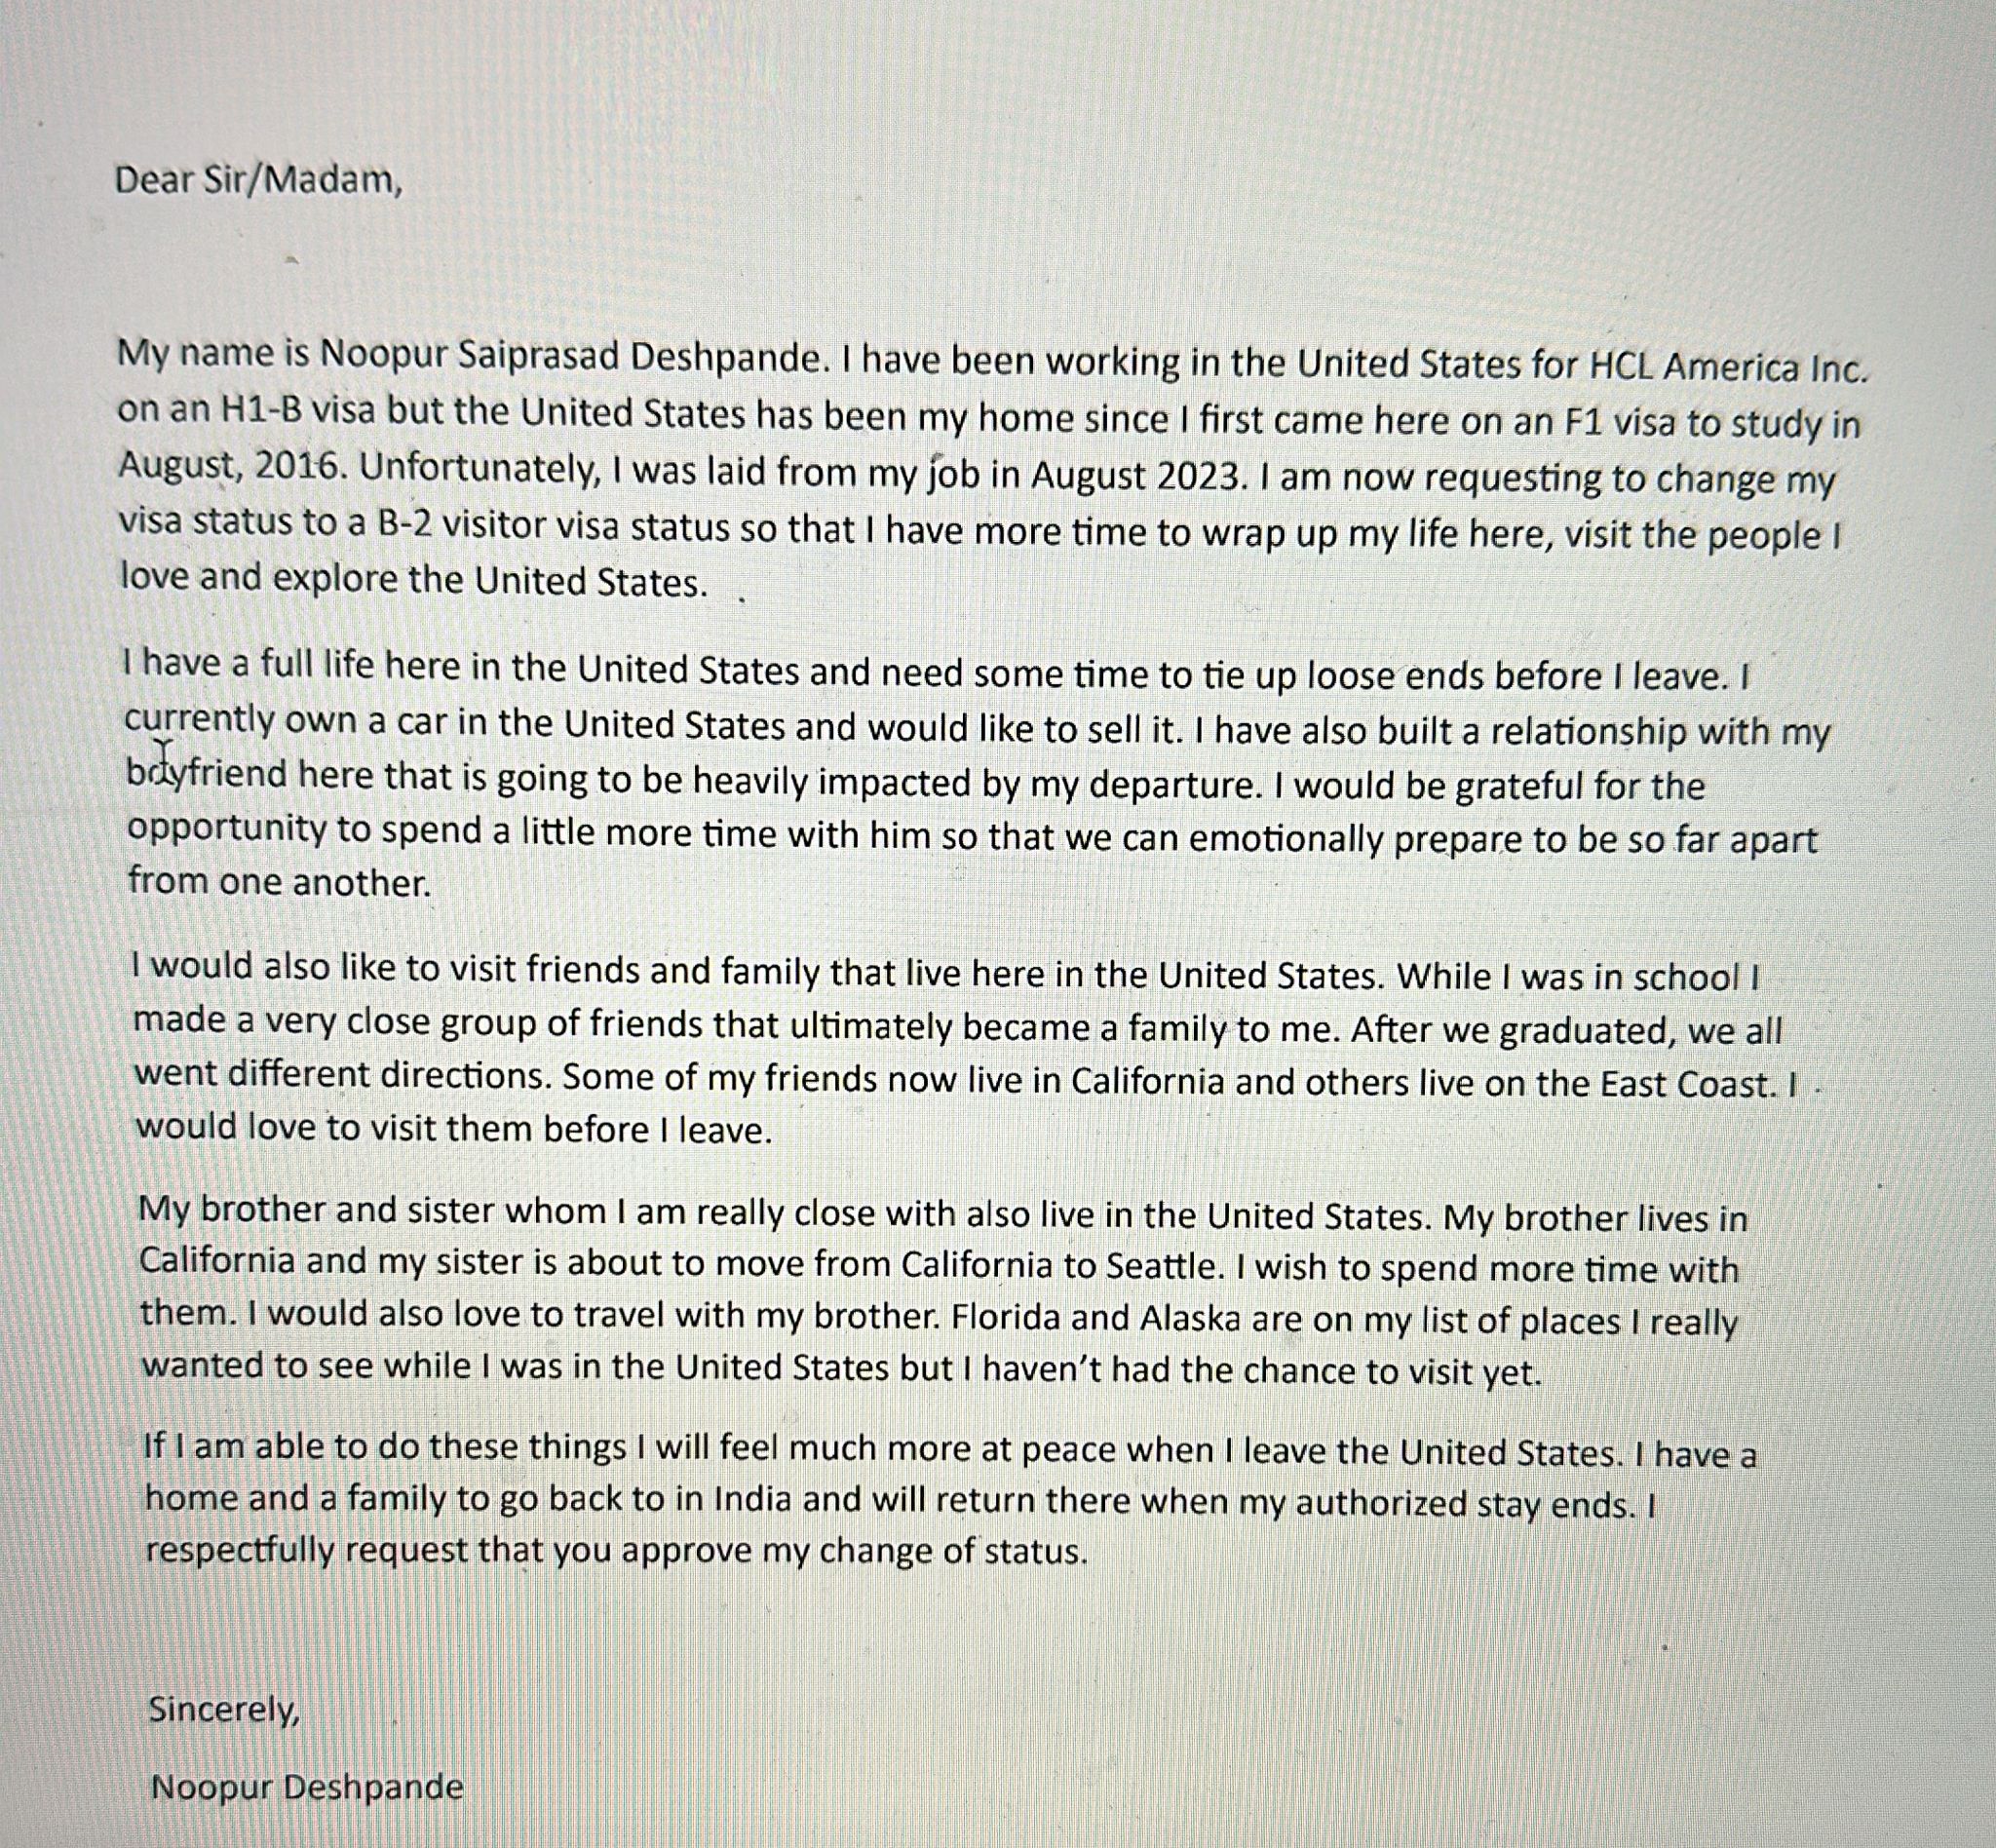 Dear Sir/Madam,
My name is Noopur Saiprasad Deshpande. I have been working in the United States for HCL America Inc.
on an H1-B visa but the United States has been my home since I first came here on an F1 visa to study in
August, 2016. Unfortunately, I was laid from my job in August 2023. I am now requesting to change my
visa status to a B-2 visitor visa status so that I have more time to wrap up my life here, visit the people I
love and explore the United States.
I have a full life here in the United States and need some time to tie up loose ends before I leave. I
currently own a car in the United States and would like to sell it. I have also built a relationship with my
boyfriend here that is going to be heavily impacted by my departure. I would be grateful for the
opportunity to spend a little more time with him so that we can emotionally prepare to be so far apart
from one another.
I would also like to visit friends and family that live here in the United States. While I was in school I
made a very close group of friends that ultimately became a family to me. After we graduated, we all
went different directions. Some of my friends now live in California and others live on the East Coast. I
would love to visit them before I leave.
My brother and sister whom I am really close with also live in the United States. My brother lives in
California and my sister is about to move from California to Seattle. I wish to spend more time with
them. I would also love to travel with my brother. Florida and Alaska are on my list of places I really
wanted to see while I was in the United States but I haven't had the chance to visit yet.
If I am able to do these things I will feel much more at peace when I leave the United States. I have a
home and a family to go back to in India and will return there when my authorized stay ends. I
respectfully request that you approve my change of status.
Sincerely,
Noopur Deshpande